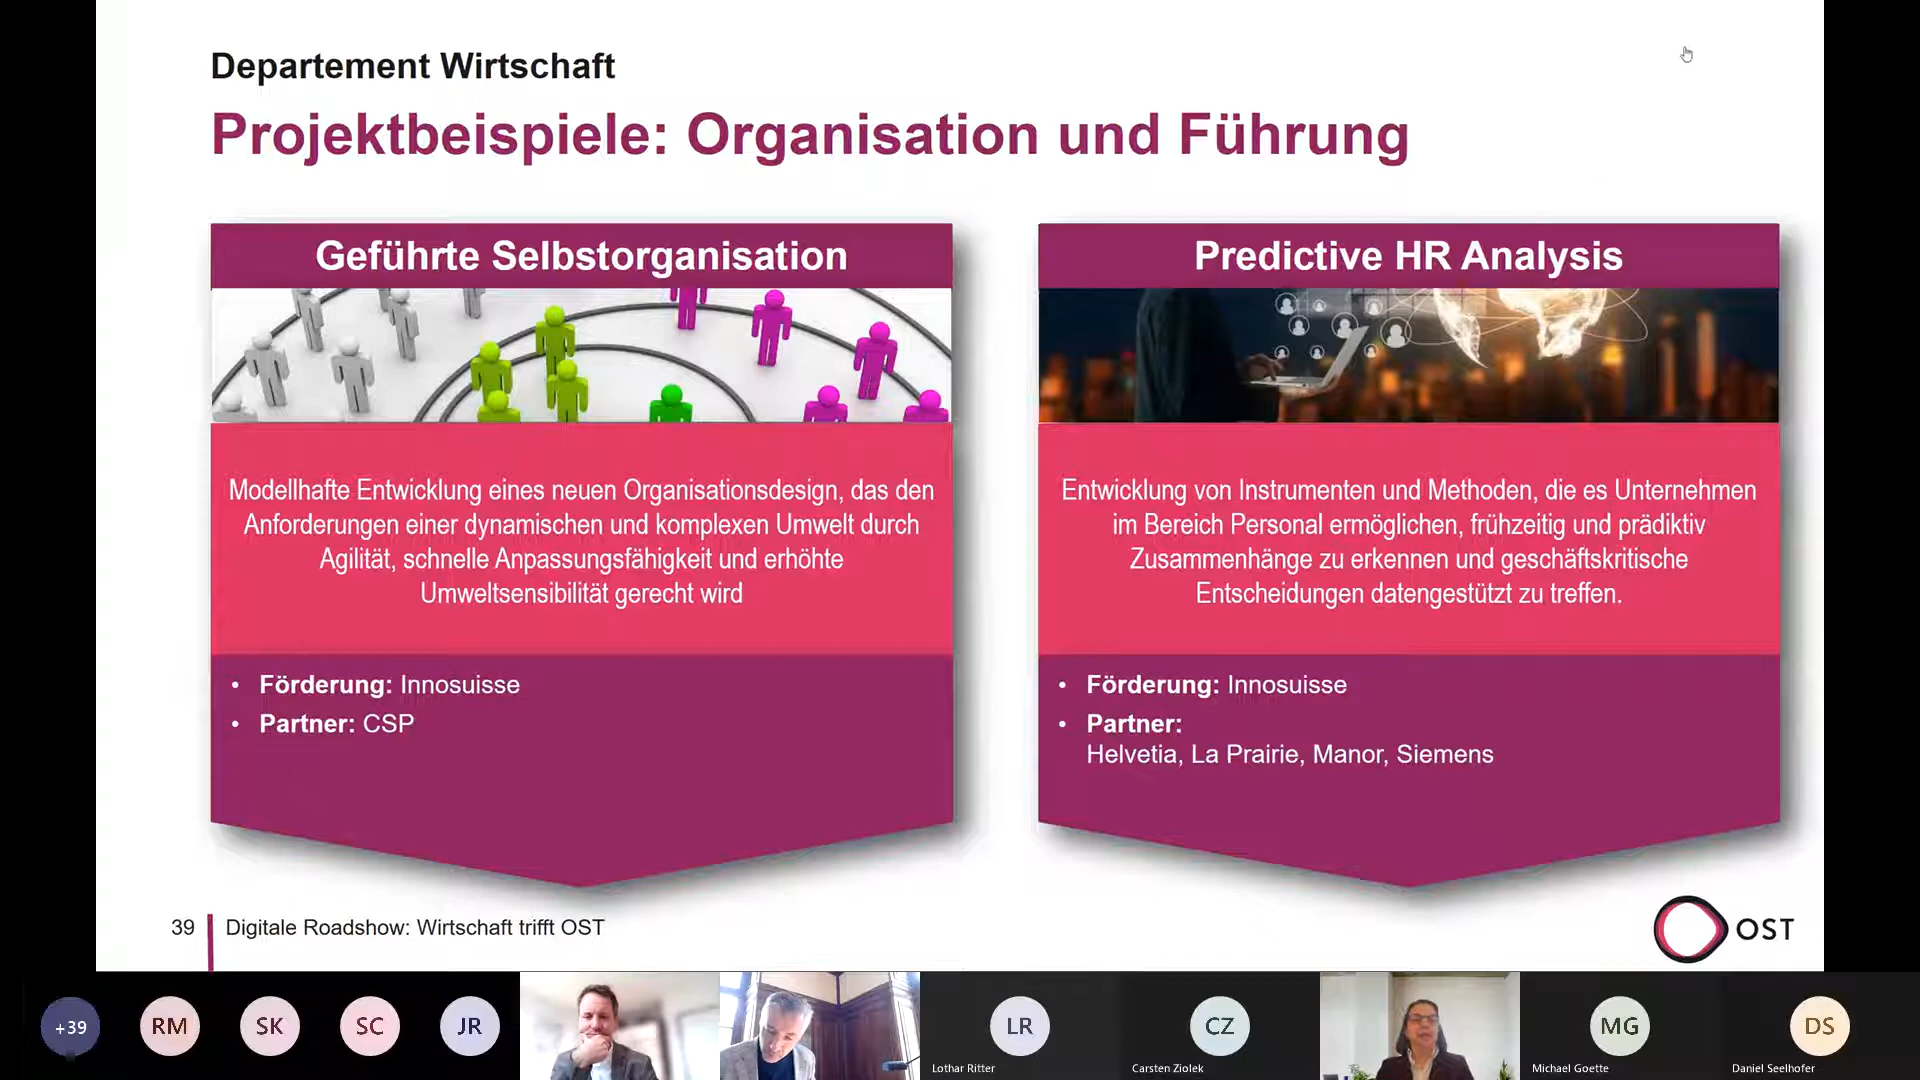 Departement Wirtschaft
Projektbeispiele: Organisation und Führung
Geführte Selbstorganisation
Modellhafte Entwicklung eines neuen Organisationsdesign, das den
Anforderungen einer dynamischen und komplexen Umwelt durch
Agilität, schnelle Anpassungsfähigkeit und erhöhte
Umweltsensibilität gerecht wird
• Förderung: Innosuisse
• Partner: CSP
Predictive HR Analysis
Entwicklung von Instrumenten und Methoden, die es Unternehmen
im Bereich Personal ermöglichen, frühzeitig und prädiktiv
Zusammenhänge zu erkennen und geschäftskritische
Entscheidungen datengestützt zu treffen.
• Förderung: Innosuisse
• Partner:
Helvetia, La Prairie, Manor, Siemens
39
Digitale Roadshow: Wirtschaft trifft OST
OST
+39
RM
SK
SC
JR
LR
Lothar Ritter
CZ
Carsten Ziolek
MG
Michael Goette
DS
Daniel Seelhofer